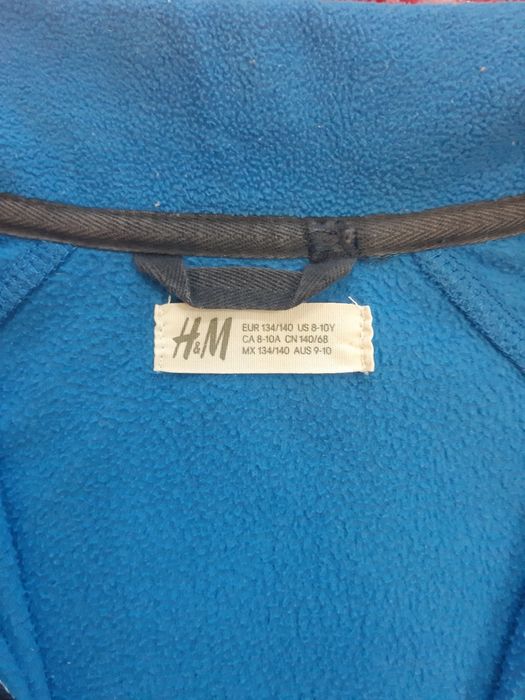 H&M
EUR 134/140 US 8-10Y
CA 8-10A CN 140/68
MX 134/140 AUS 9-10